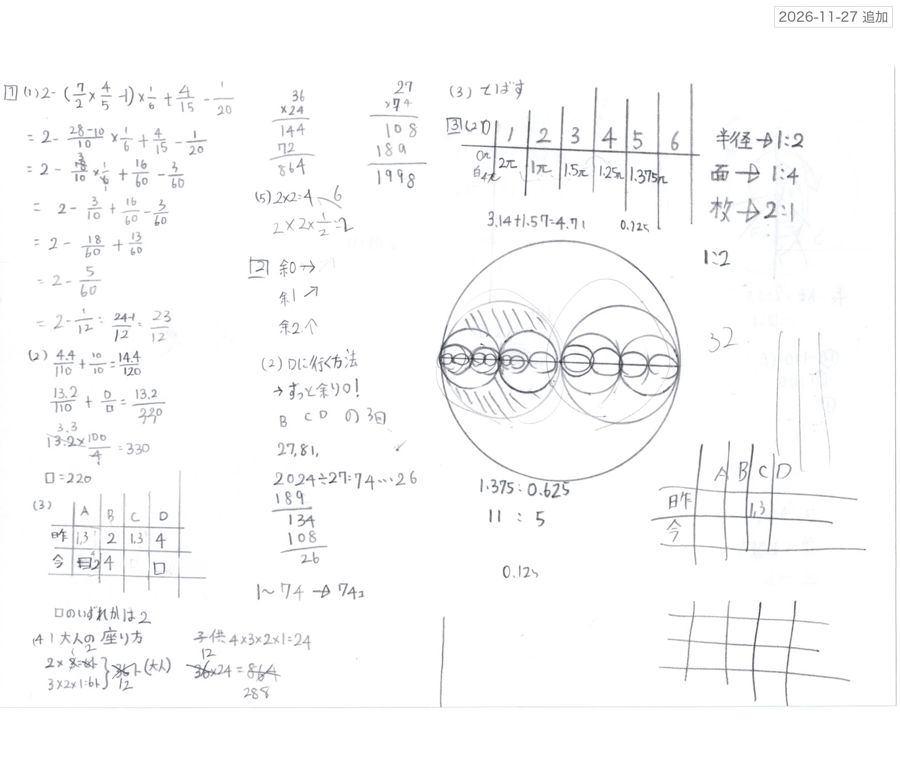 2026-11-27 追加
1 (1) 2-(7/2×4/5-1)×1/6+4/15-1/20
=2-28-10/10×1/6+4/15-1/20
=2-18/10×1/6+16/60-3/60
=2-3/10+16/60-3/60
=2-18/60+13/60
=2-5/60
=2-1/12=24-1/12=23/12
(2) 4.4/110+10/10=14.4/120
13.2/110+□/□=13.2/220
3.3
13.2×100/4=330
□=220
(3)
A B C D
昨 1,3 2 1,3 4
今 2 4 □
□のいずれかは2
(4) 大人の座り方
3×2×1=6
12
子供 4×3×2×1=24
12
36×24=864
288
36
×24
144
72
864
27
×74
108
189
1998
(5) 2×2=4 6
2×2×1/2=2
2 余0→
余1↗
余2↑
(2) Dに行く方法
→ずっと余り0!
B C D の3回
27,81,
2024÷27=74…26
189
134
108
26
1～74→74コ
(3) とばす
3 (2)
1 2 3 4 5 6
2π 1π 1.5π 1.25π 1.375π
3.14+1.57=4.71
0.125
半径→1:2
面→1:4
枚→2:1
1:2
32
1.375:0.625
11:5
0.125
A B C D
昨 1,3
今